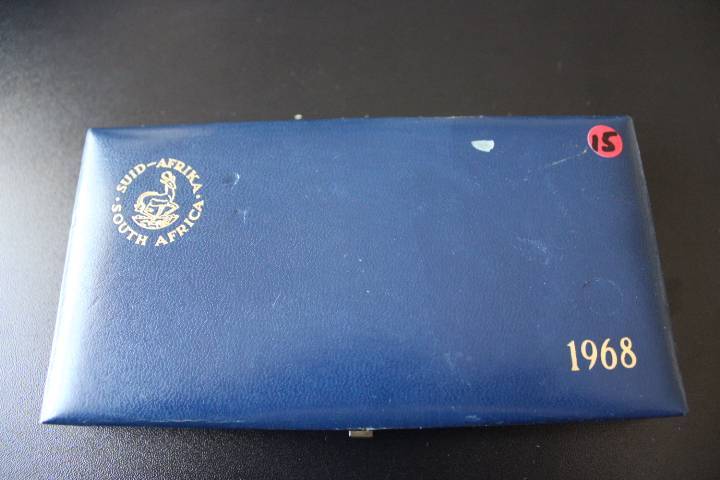 · SUID-AFRIKA ·
SOUTH AFRICA
15
1968